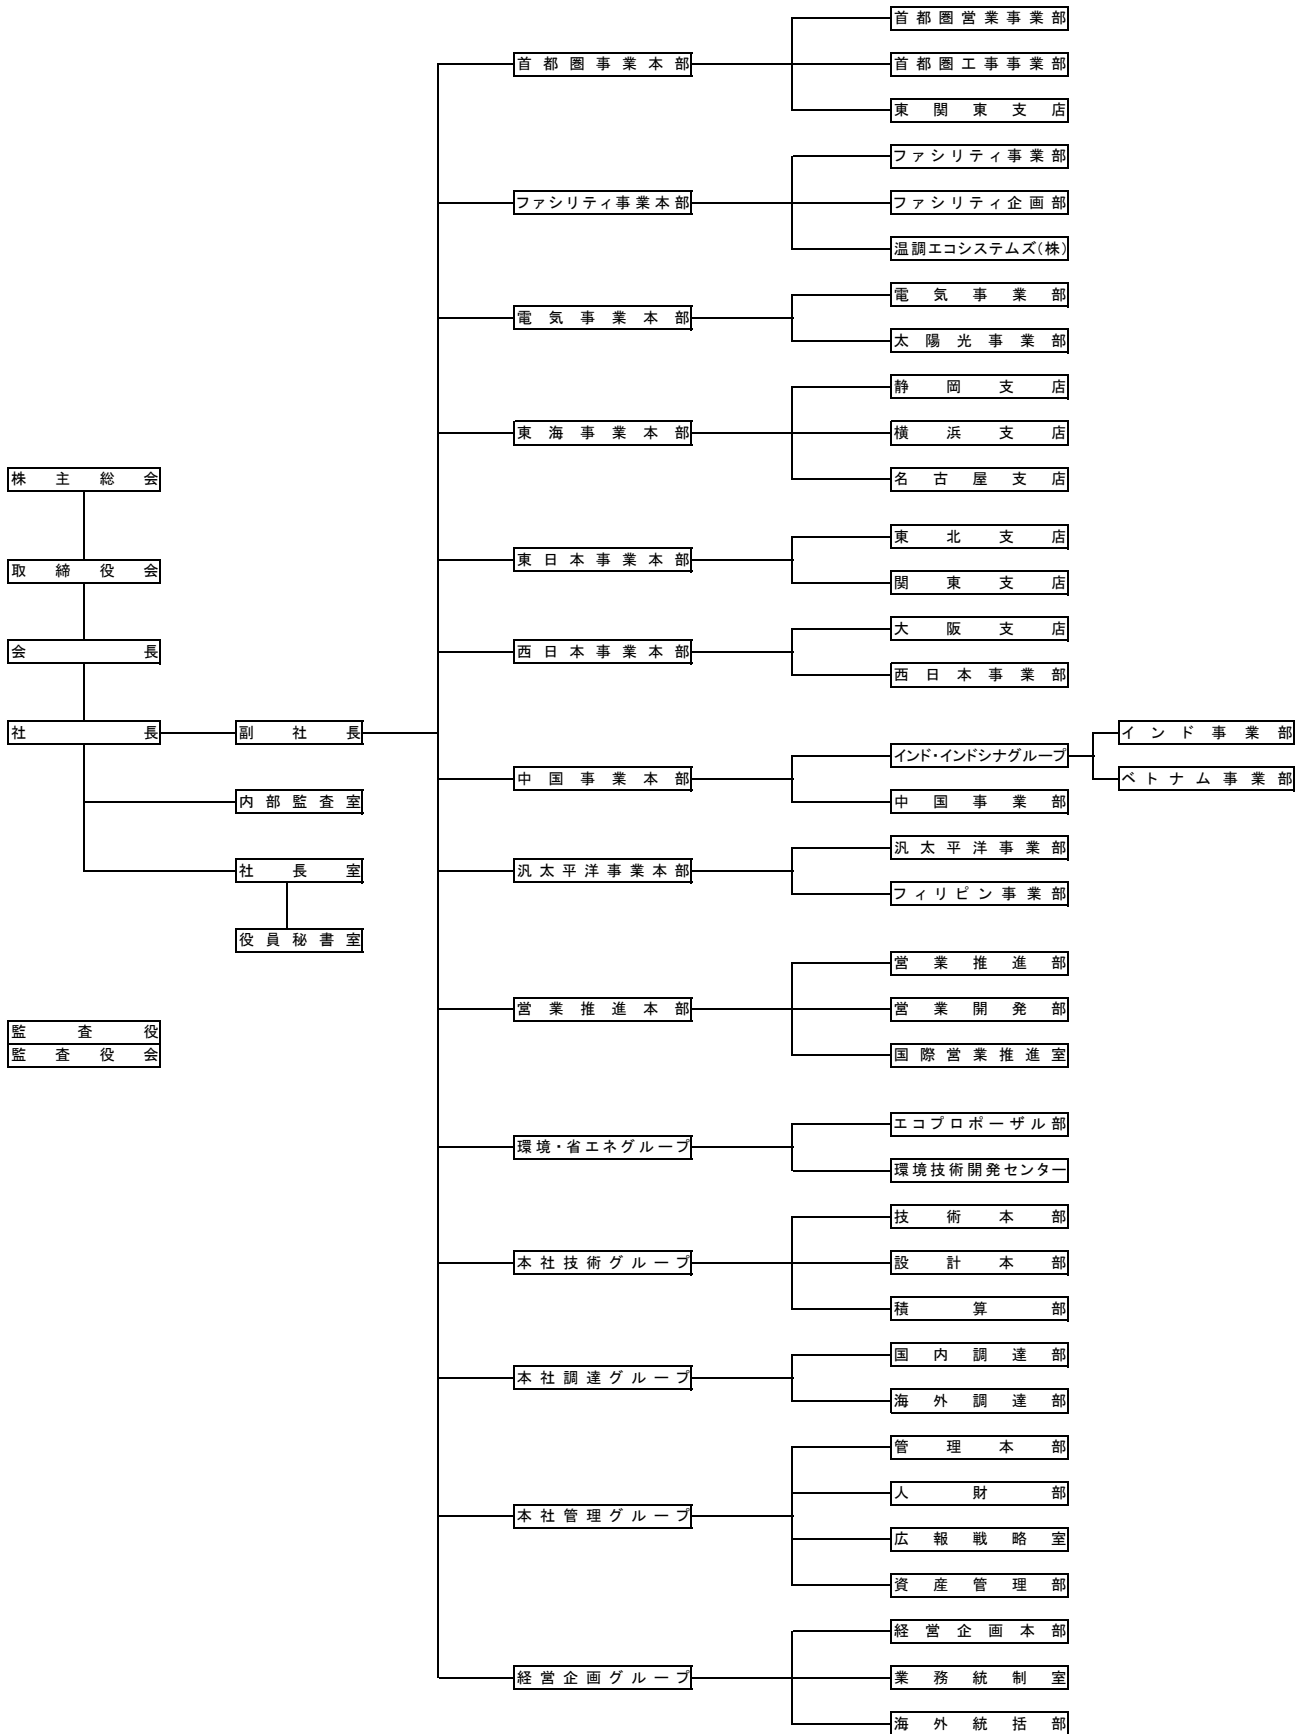 株主総会
取締役会
会長
社長
副社長
内部監査室
社長室
役員秘書室
監査役
監査役会
首都圏事業本部
首都圏営業事業部
首都圏工事事業部
東関東支店
ファシリティ事業本部
ファシリティ事業部
ファシリティ企画部
温調エコシステムズ(株)
電気事業本部
電気事業部
太陽光事業部
東海事業本部
静岡支店
横浜支店
名古屋支店
東日本事業本部
東北支店
関東支店
西日本事業本部
大阪支店
西日本事業部
中国事業本部
インド・インドシナグループ
インド事業部
ベトナム事業部
中国事業部
汎太平洋事業本部
汎太平洋事業部
フィリピン事業部
営業推進本部
営業推進部
営業開発部
国際営業推進室
環境・省エネグループ
エコプロポーザル部
環境技術開発センター
本社技術グループ
技術本部
設計本部
積算部
本社調達グループ
国内調達部
海外調達部
本社管理グループ
管理本部
人財部
広報戦略室
資産管理部
経営企画グループ
経営企画本部
業務統制室
海外統括部